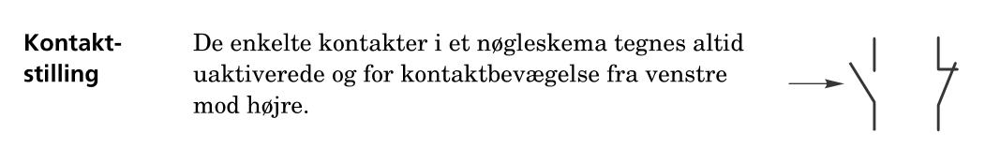 Kontakt-
stilling
De enkelte kontakter i et nøgleskema tegnes altid
uaktiverede og for kontaktbevægelse fra venstre
mod højre.